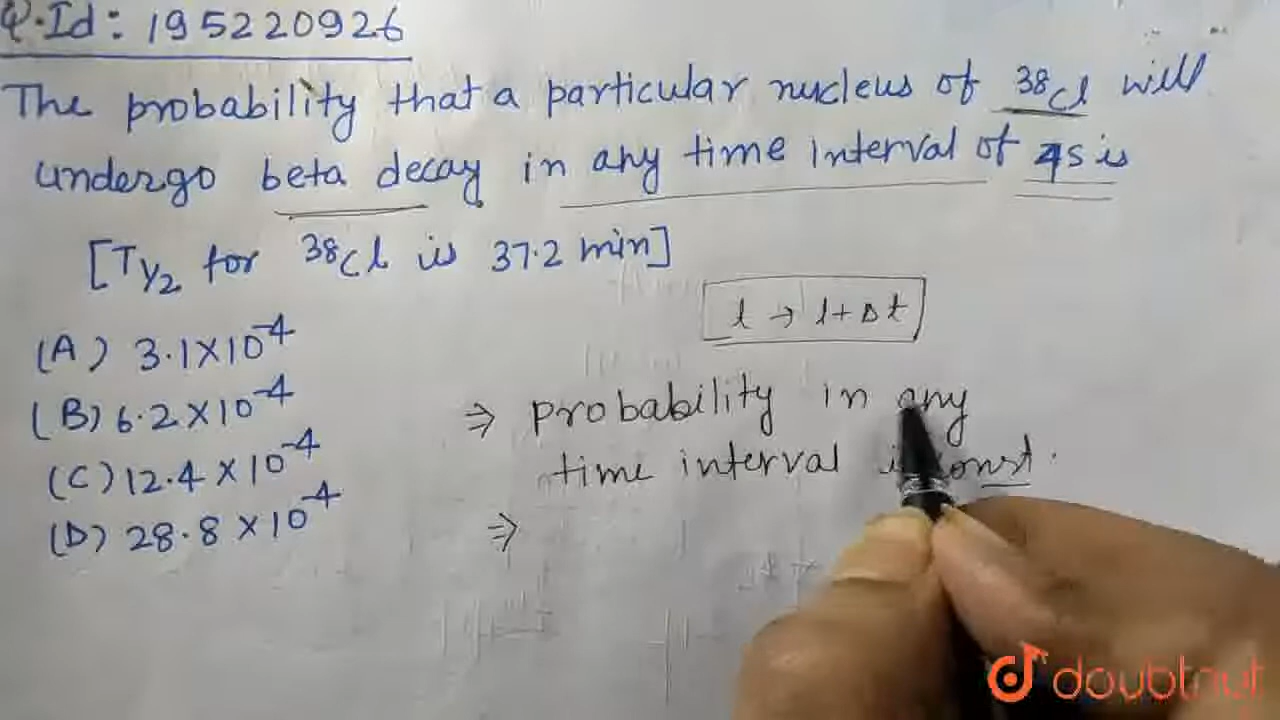 Q.Id: 195220926
The probability that a particular nucleus of 38Cl will
undergo beta decay in any time interval of 4s is
[T1/2 for 38Cl is 37.2 min]
t → t+Δt
(A) 3.1×10-4
(B) 6.2×10-4
(C) 12.4×10-4
(D) 28.8×10-4
⇒ probability in any
time interval is const.
⇒
doubtnut